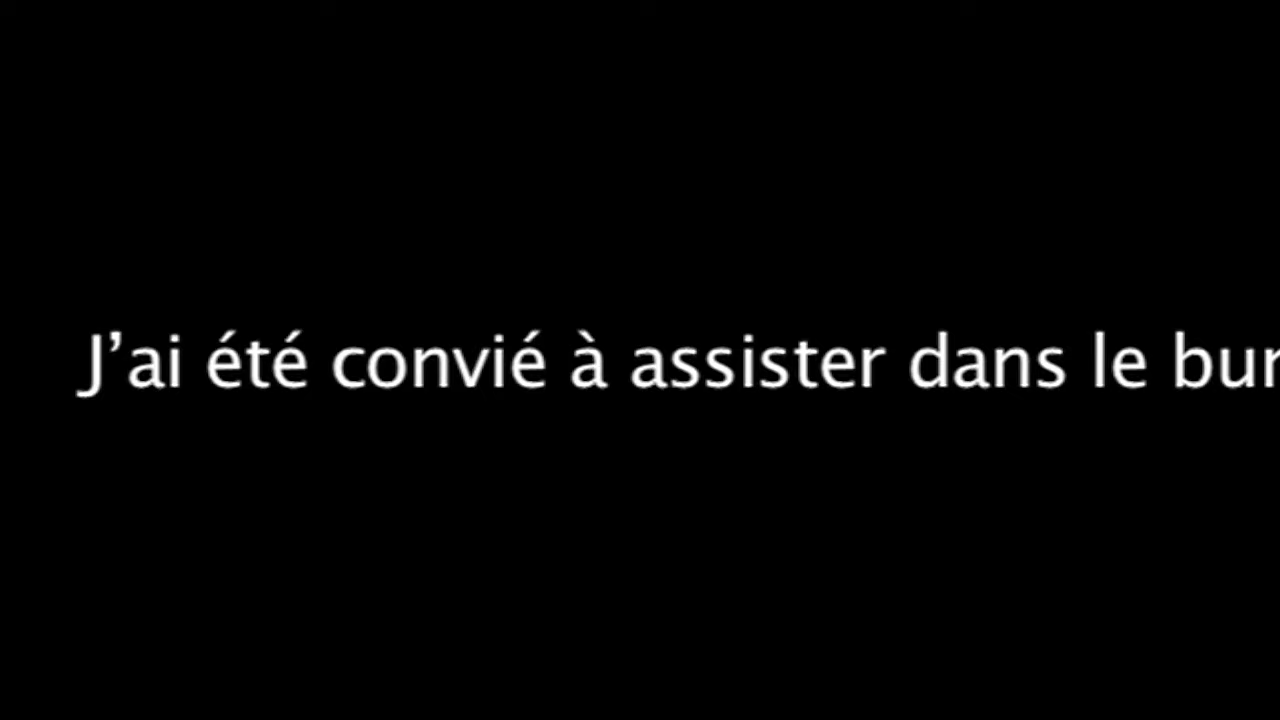 J’ai été convié à assister dans le bur